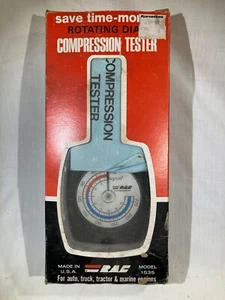 save time-mon
ROTATING DIA
COMPRESSION TESTER
COMPRESSION
TESTER
RAC
MADE IN
U.S.A.
MODEL
1535
For auto, truck, tractor & marine engines